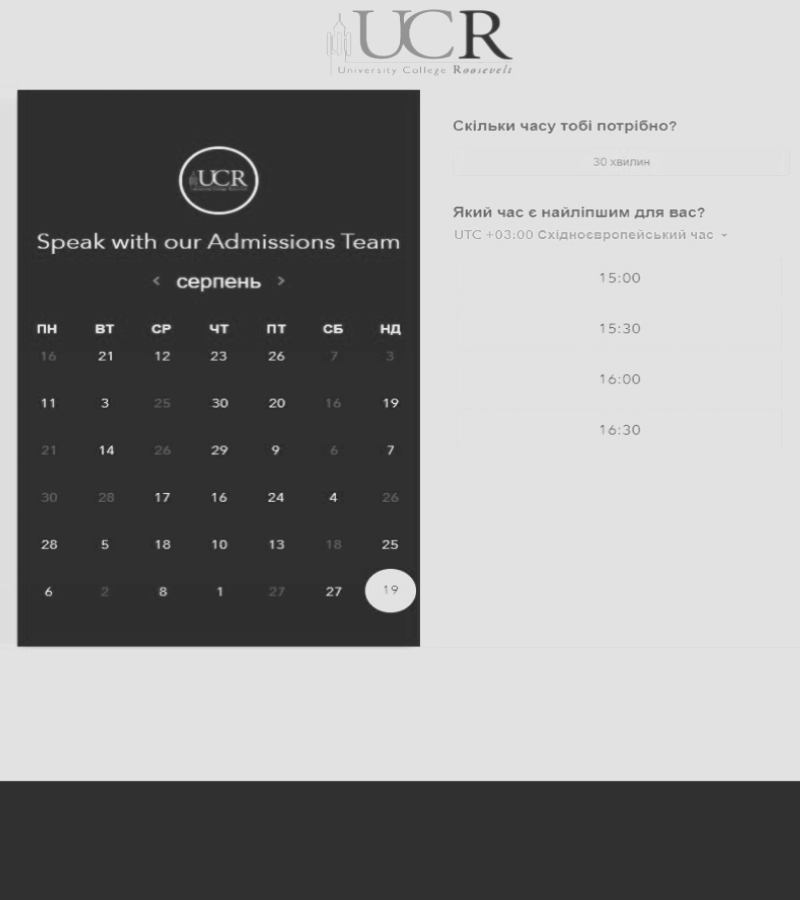 UCR
University College Roosevelt
UCR
Speak with our Admissions Team
< серпень >
ПН ВТ СР ЧТ ПТ СБ НД
16 21 12 23 26 7 3
11 3 25 30 20 16 19
21 14 26 29 9 6 7
30 28 17 16 24 4 26
28 5 18 10 13 18 25
6 2 8 1 27 27 19
Скільки часу тобі потрібно?
30 хвилин
Який час є найліпшим для вас?
UTC +03:00 Східноєвропейський час
15:00
15:30
16:00
16:30